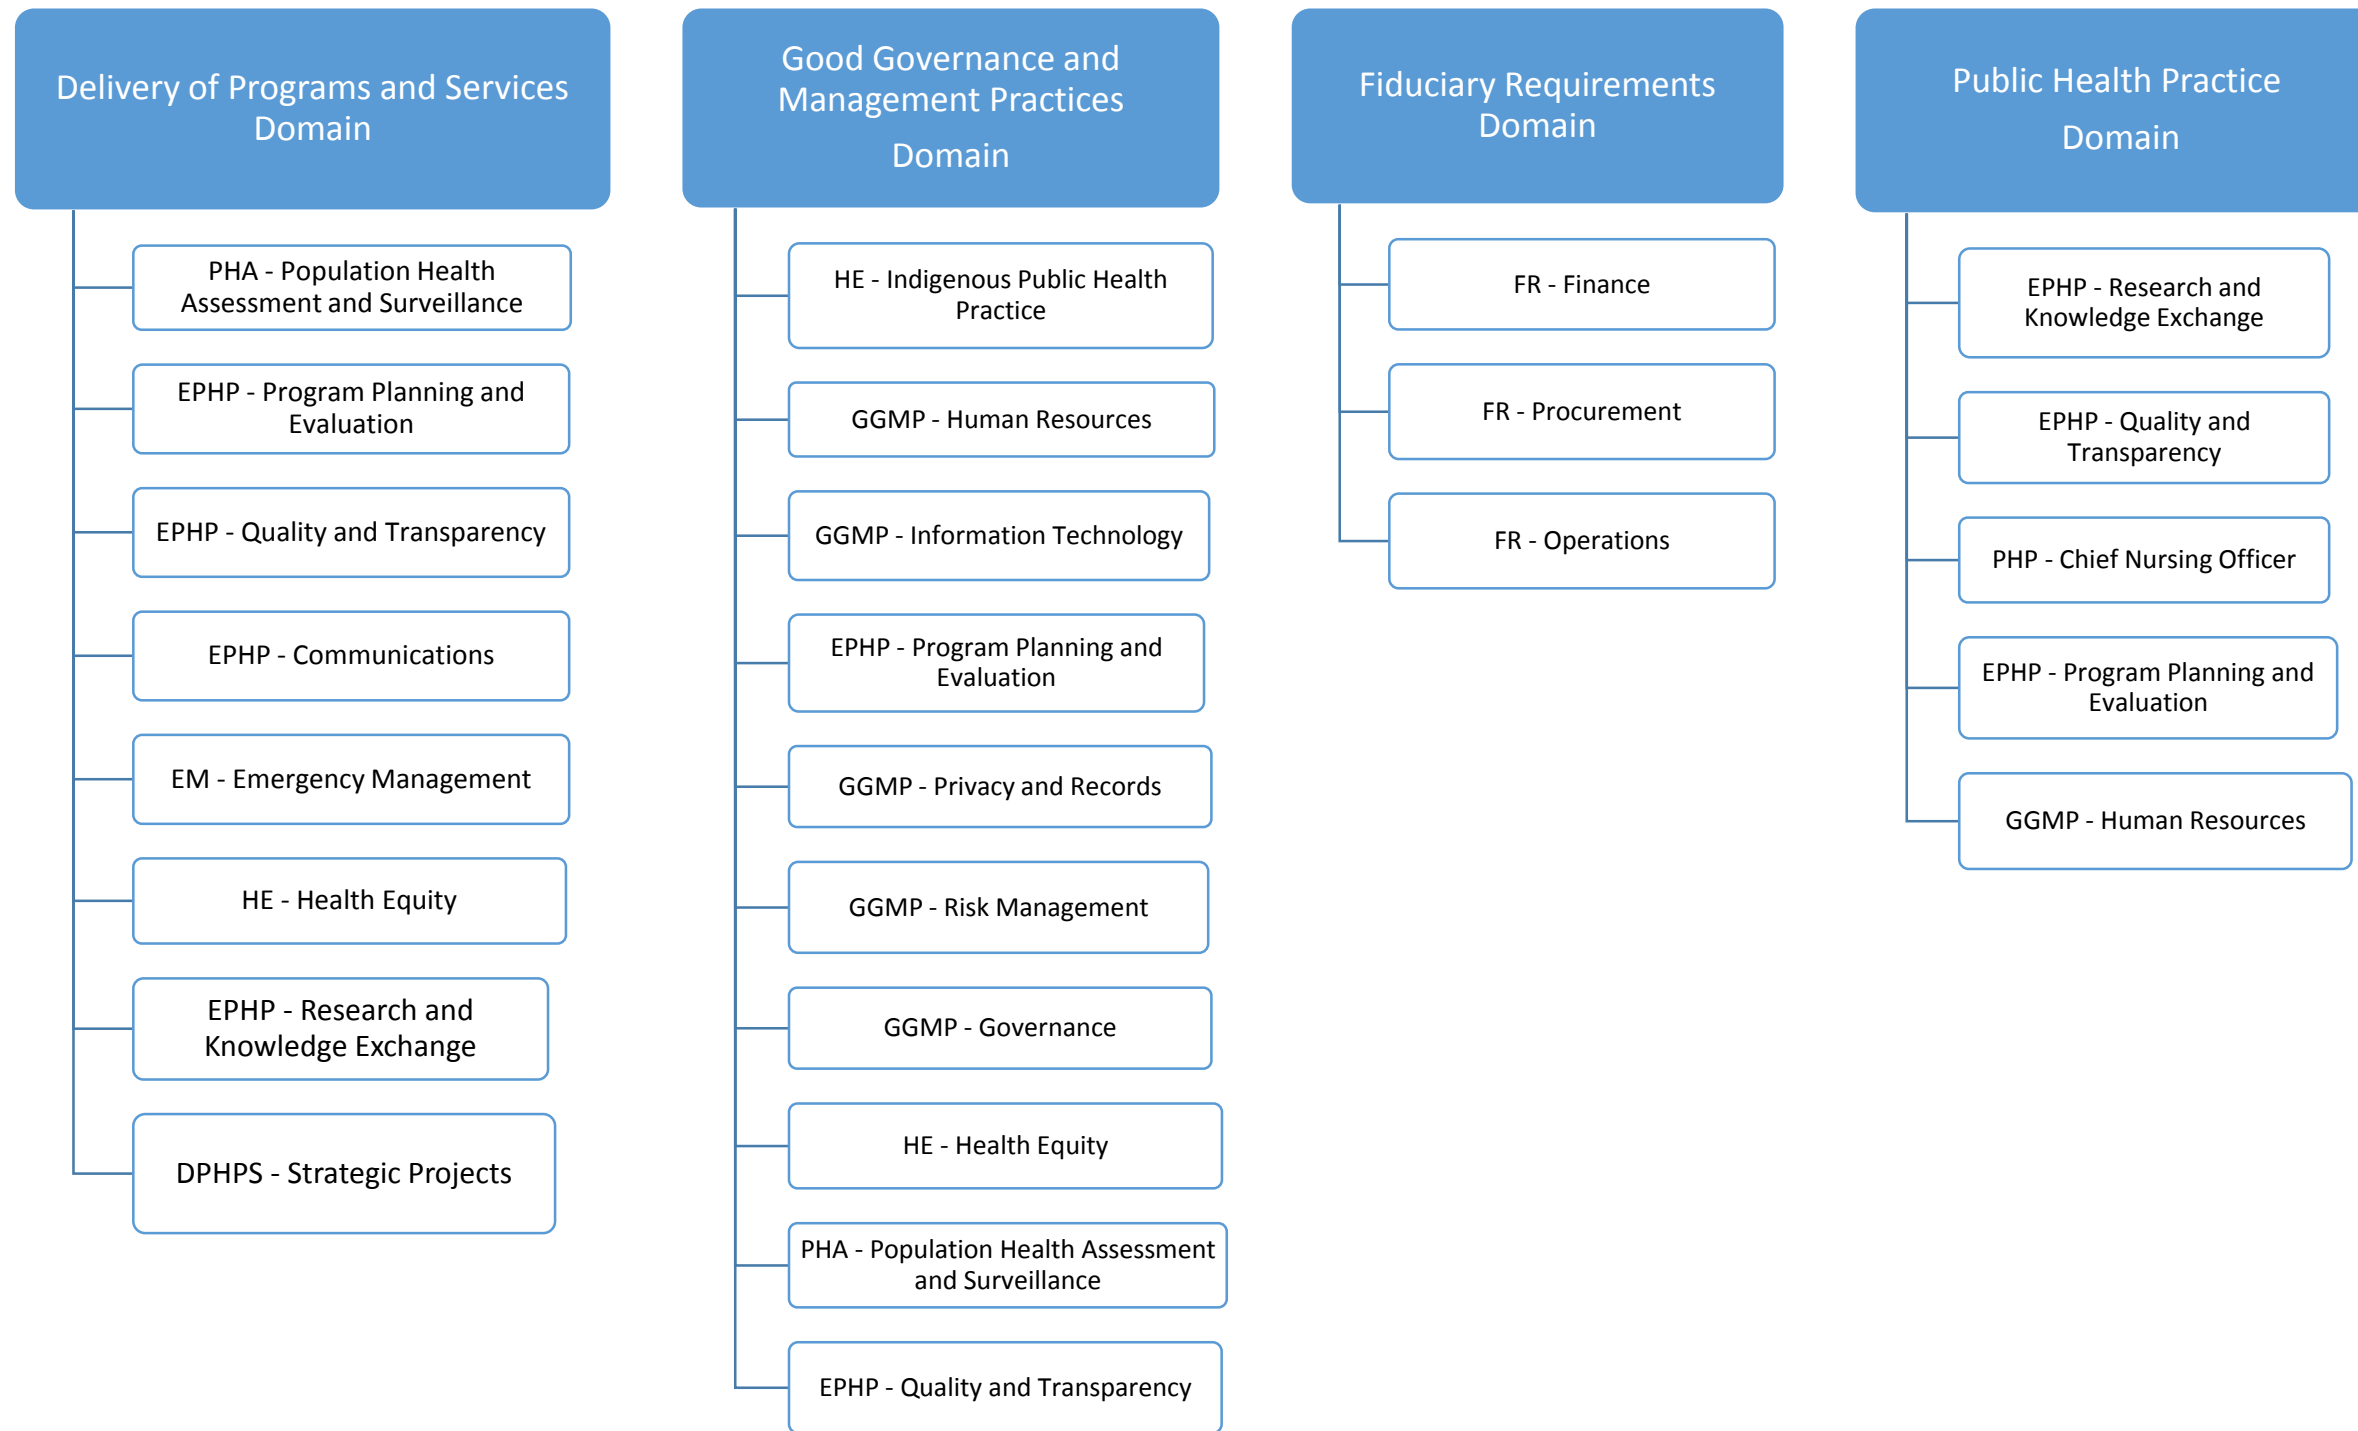 Delivery of Programs and Services
Domain
PHA - Population Health
Assessment and Surveillance
EPHP - Program Planning and
Evaluation
EPHP - Quality and Transparency
EPHP - Communications
EM - Emergency Management
HE - Health Equity
EPHP - Research and
Knowledge Exchange
DPHPS - Strategic Projects
Good Governance and
Management Practices
Domain
HE - Indigenous Public Health
Practice
GGMP - Human Resources
GGMP - Information Technology
EPHP - Program Planning and
Evaluation
GGMP - Privacy and Records
GGMP - Risk Management
GGMP - Governance
HE - Health Equity
PHA - Population Health Assessment
and Surveillance
EPHP - Quality and Transparency
Fiduciary Requirements
Domain
FR - Finance
FR - Procurement
FR - Operations
Public Health Practice
Domain
EPHP - Research and
Knowledge Exchange
EPHP - Quality and
Transparency
PHP - Chief Nursing Officer
EPHP - Program Planning and
Evaluation
GGMP - Human Resources